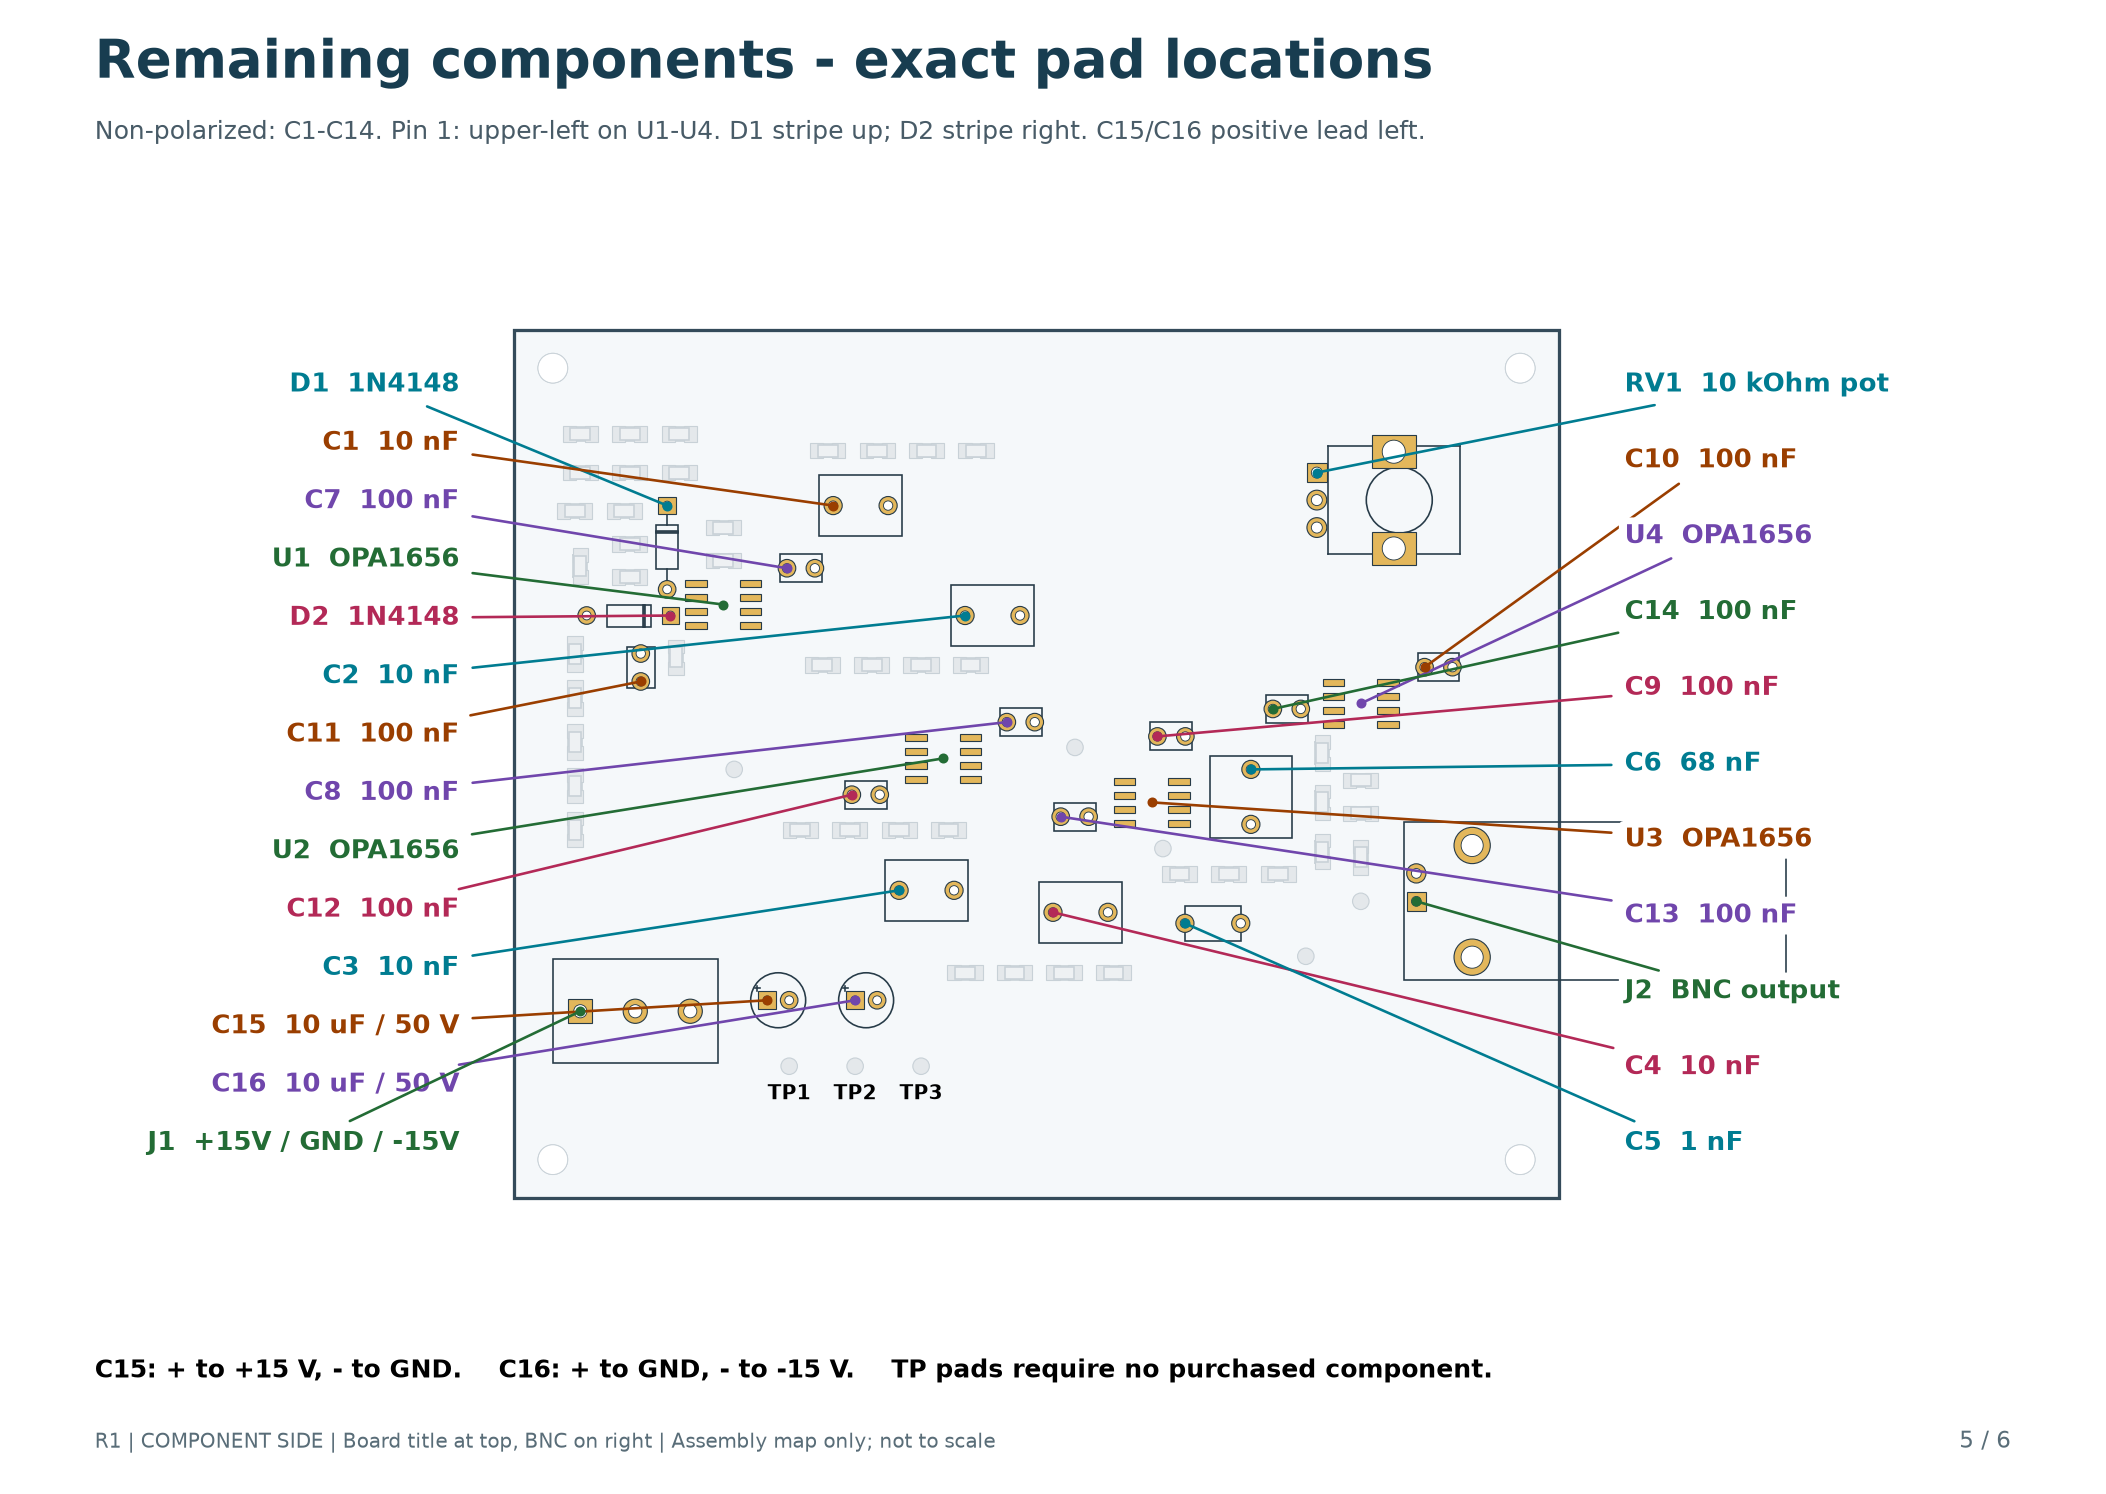 Remaining components - exact pad locations
Non-polarized: C1-C14. Pin 1: upper-left on U1-U4. D1 stripe up; D2 stripe right. C15/C16 positive lead left.
D1 1N4148
C1 10 nF
C7 100 nF
U1 OPA1656
D2 1N4148
C2 10 nF
C11 100 nF
C8 100 nF
U2 OPA1656
C12 100 nF
C3 10 nF
C15 10 uF / 50 V
C16 10 uF / 50 V
J1 +15V / GND / -15V
+
+
TP1 TP2 TP3
RV1 10 kOhm pot
C10 100 nF
U4 OPA1656
C14 100 nF
C9 100 nF
C6 68 nF
U3 OPA1656
C13 100 nF
J2 BNC output
C4 10 nF
C5 1 nF
C15: + to +15 V, - to GND. C16: + to GND, - to -15 V. TP pads require no purchased component.
R1 | COMPONENT SIDE | Board title at top, BNC on right | Assembly map only; not to scale
5 / 6